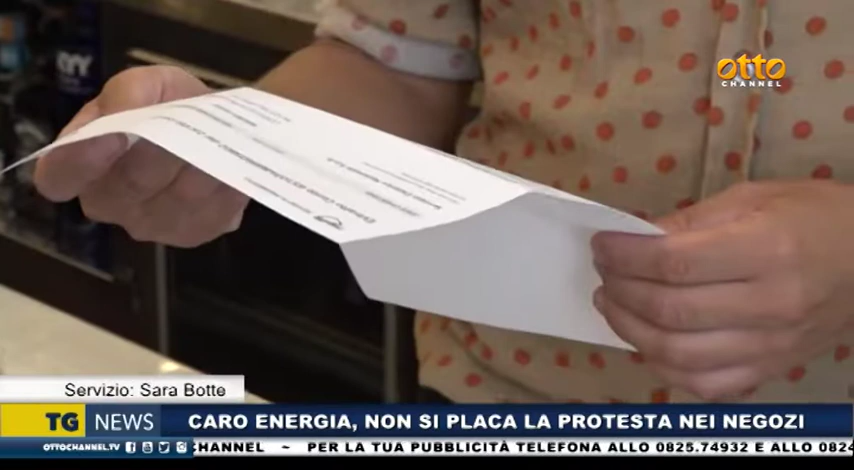 otto
CHANNEL
Servizio: Sara Botte
TG NEWS
CARO ENERGIA, NON SI PLACA LA PROTESTA NEI NEGOZI
OTTOCHANNEL.TV
CHANNEL ~ PER LA TUA PUBBLICITÀ TELEFONA ALLO 0825.74932 E ALLO 0824